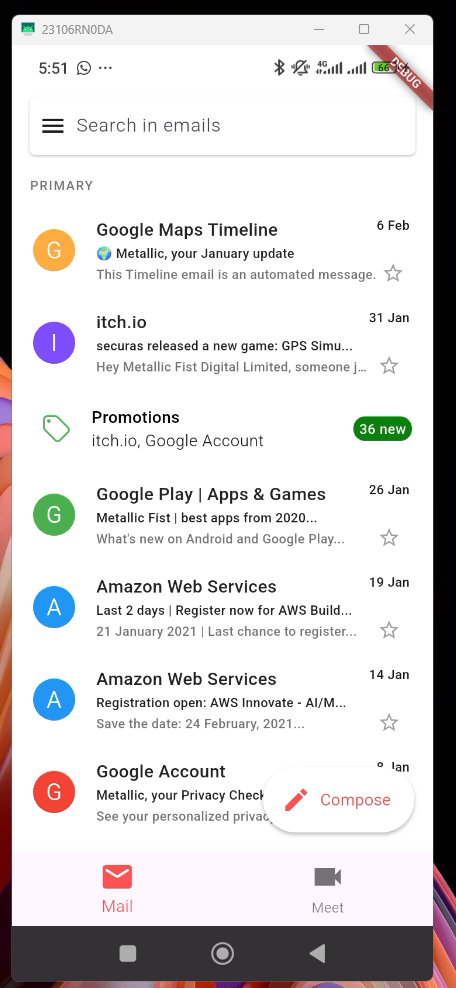 23106RN0DA
5:51
4G
66
DEBUG
Search in emails
PRIMARY
G
Google Maps Timeline
6 Feb
Metallic, your January update
This Timeline email is an automated message.
I
itch.io
31 Jan
securas released a new game: GPS Simu...
Hey Metallic Fist Digital Limited, someone j...
Promotions
itch.io, Google Account
36 new
G
Google Play | Apps & Games
26 Jan
Metallic Fist | best apps from 2020...
What's new on Android and Google Play...
A
Amazon Web Services
19 Jan
Last 2 days | Register now for AWS Build...
21 January 2021 | Last chance to register...
A
Amazon Web Services
14 Jan
Registration open: AWS Innovate - AI/M...
Save the date: 24 February, 2021...
G
Google Account
8 Jan
Metallic, your Privacy Check
See your personalized privac
Compose
Mail
Meet